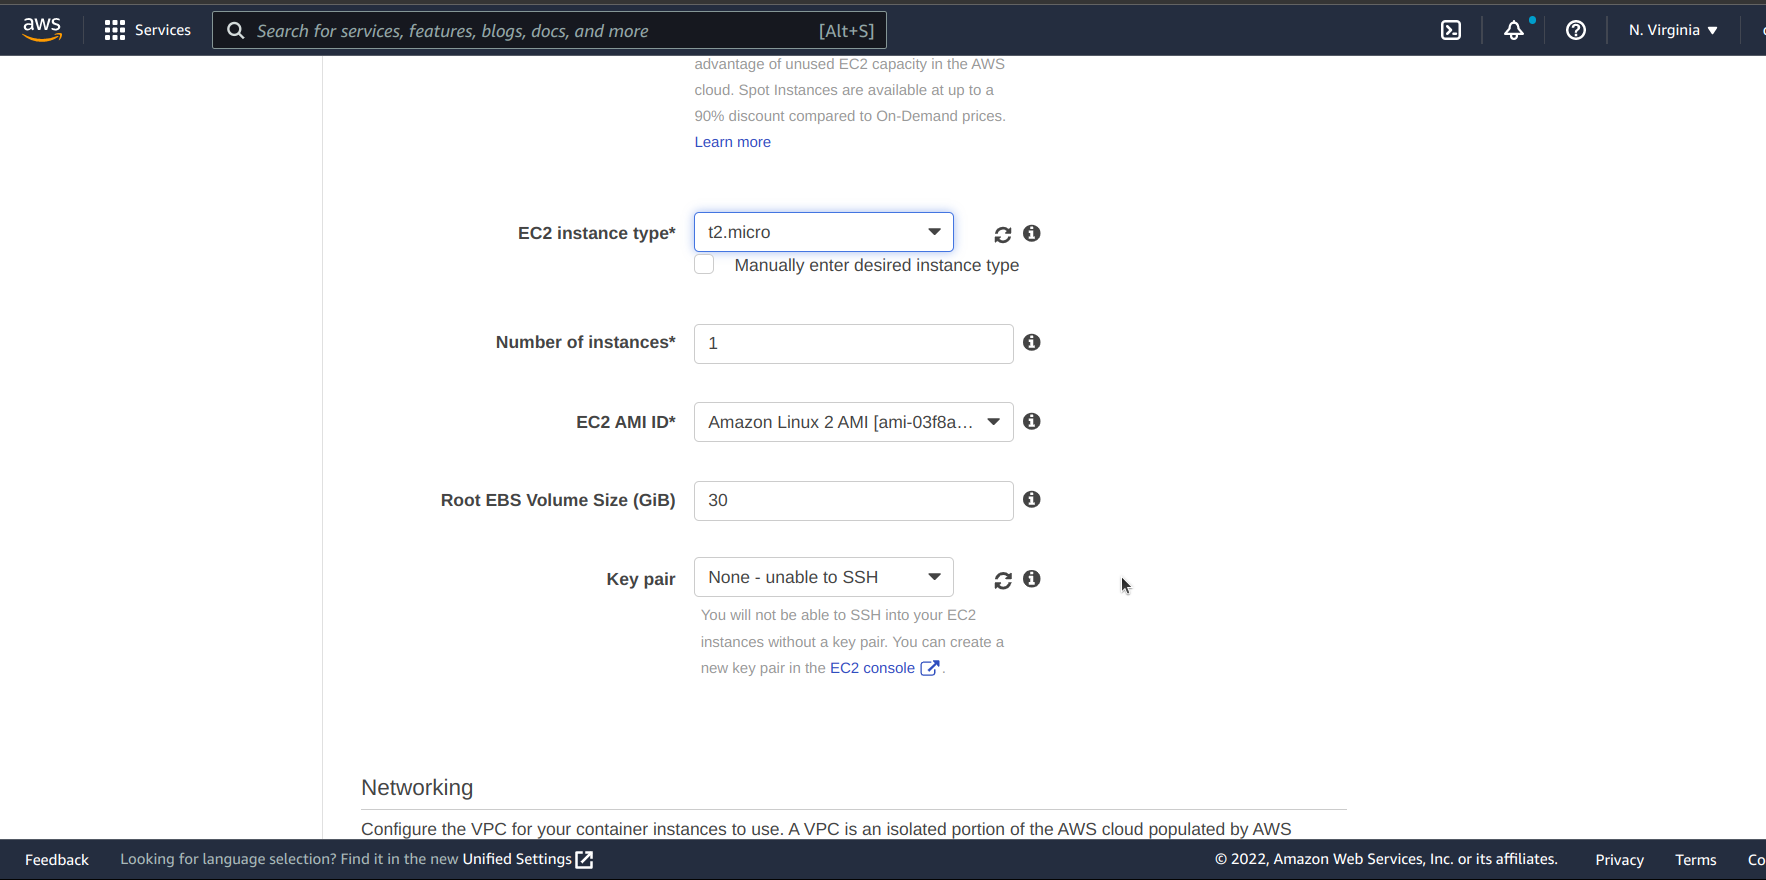 aws
Services
Search for services, features, blogs, docs, and more [Alt+S]
N. Virginia
advantage of unused EC2 capacity in the AWS
cloud. Spot Instances are available at up to a
90% discount compared to On-Demand prices.
Learn more
EC2 instance type* t2.micro
Manually enter desired instance type
Number of instances* 1
EC2 AMI ID* Amazon Linux 2 AMI [ami-03f8a...
Root EBS Volume Size (GiB) 30
Key pair None - unable to SSH
You will not be able to SSH into your EC2
instances without a key pair. You can create a
new key pair in the EC2 console .
Networking
Configure the VPC for your container instances to use. A VPC is an isolated portion of the AWS cloud populated by AWS
Feedback Looking for language selection? Find it in the new Unified Settings © 2022, Amazon Web Services, Inc. or its affiliates. Privacy Terms Co